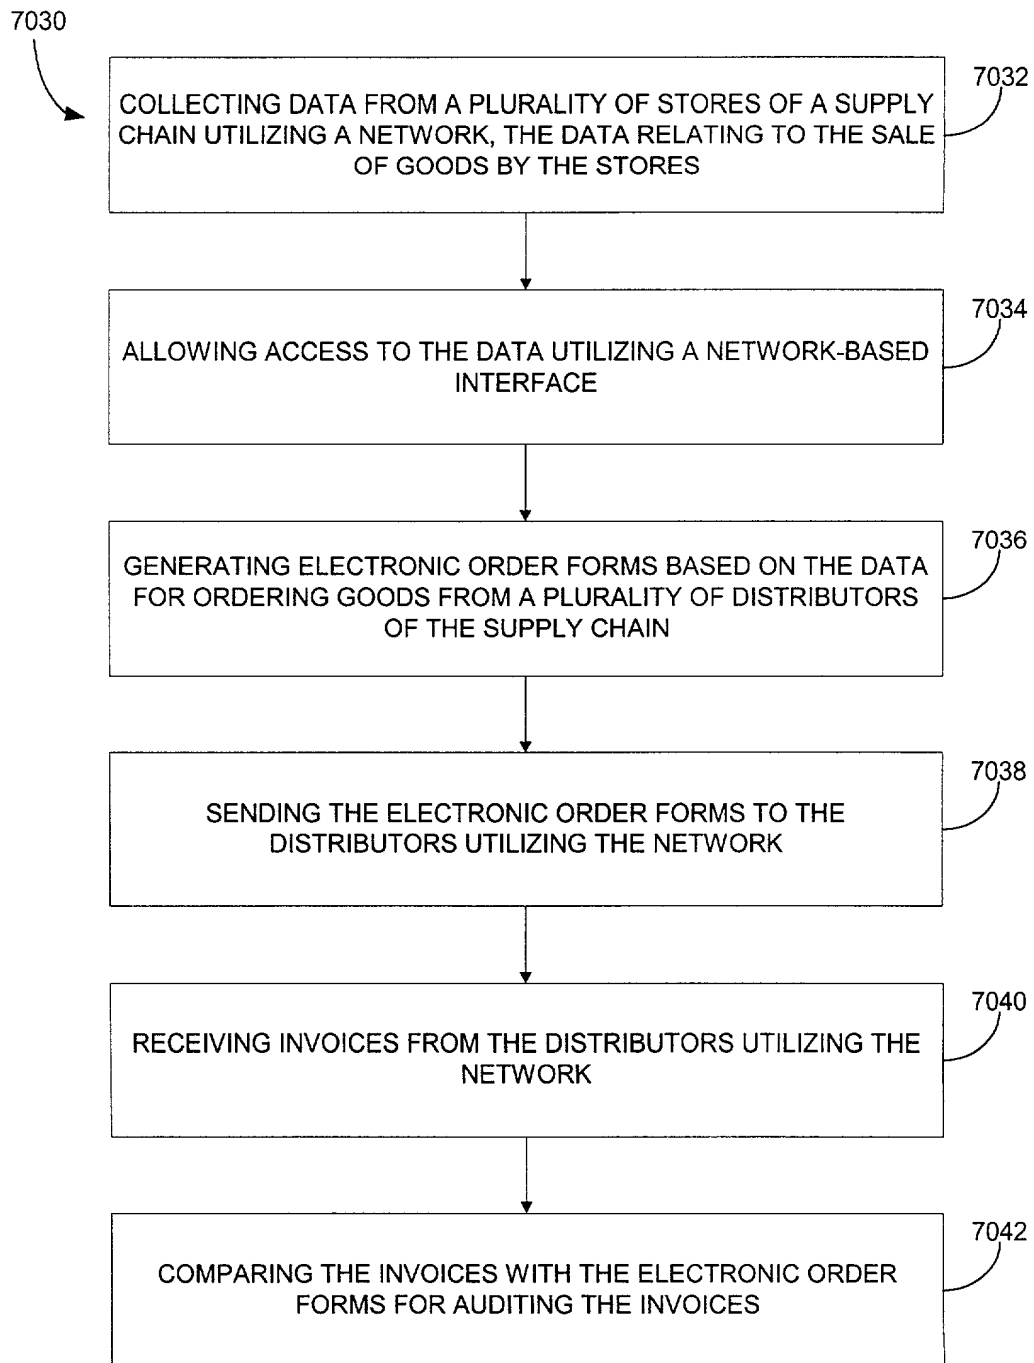 7030
7032
COLLECTING DATA FROM A PLURALITY OF STORES OF A SUPPLY
CHAIN UTILIZING A NETWORK, THE DATA RELATING TO THE SALE
OF GOODS BY THE STORES
7034
ALLOWING ACCESS TO THE DATA UTILIZING A NETWORK-BASED
INTERFACE
7036
GENERATING ELECTRONIC ORDER FORMS BASED ON THE DATA
FOR ORDERING GOODS FROM A PLURALITY OF DISTRIBUTORS
OF THE SUPPLY CHAIN
7038
SENDING THE ELECTRONIC ORDER FORMS TO THE
DISTRIBUTORS UTILIZING THE NETWORK
7040
RECEIVING INVOICES FROM THE DISTRIBUTORS UTILIZING THE
NETWORK
7042
COMPARING THE INVOICES WITH THE ELECTRONIC ORDER
FORMS FOR AUDITING THE INVOICES